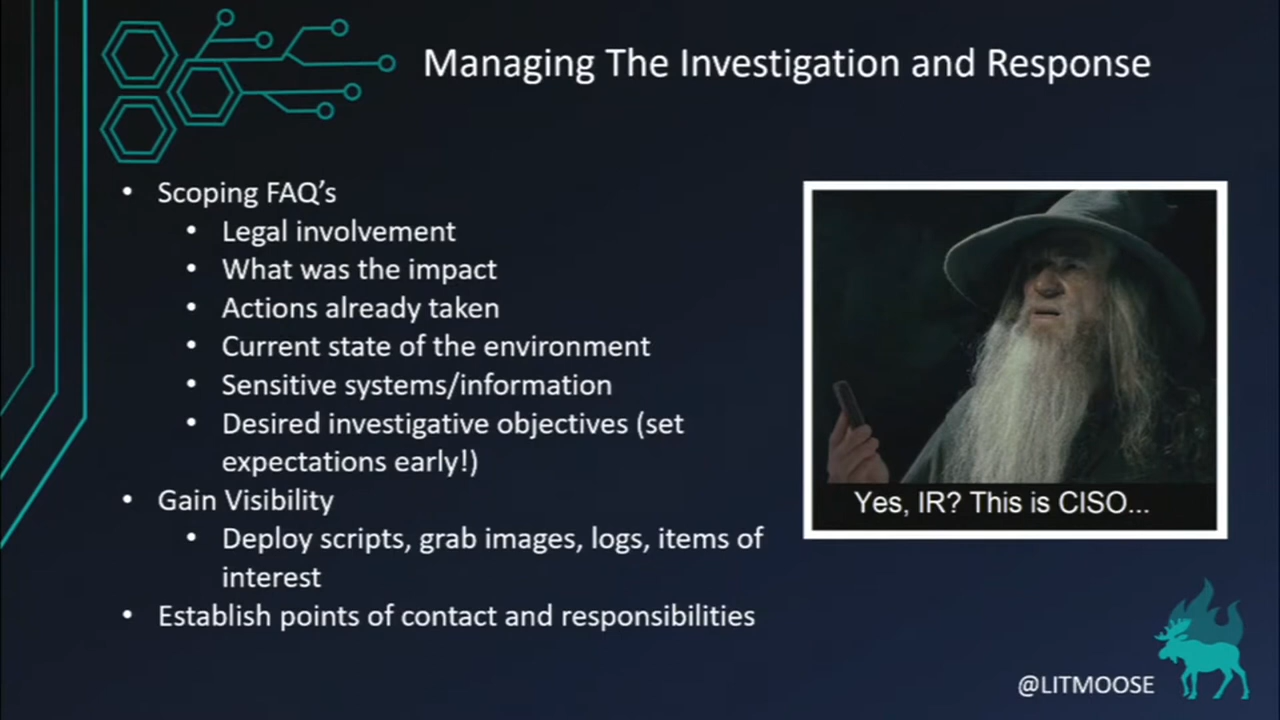 Managing The Investigation and Response
• Scoping FAQ’s
• Legal involvement
• What was the impact
• Actions already taken
• Current state of the environment
• Sensitive systems/information
• Desired investigative objectives (set
expectations early!)
• Gain Visibility
• Deploy scripts, grab images, logs, items of
interest
• Establish points of contact and responsibilities
Yes, IR? This is CISO...
@LITMOOSE